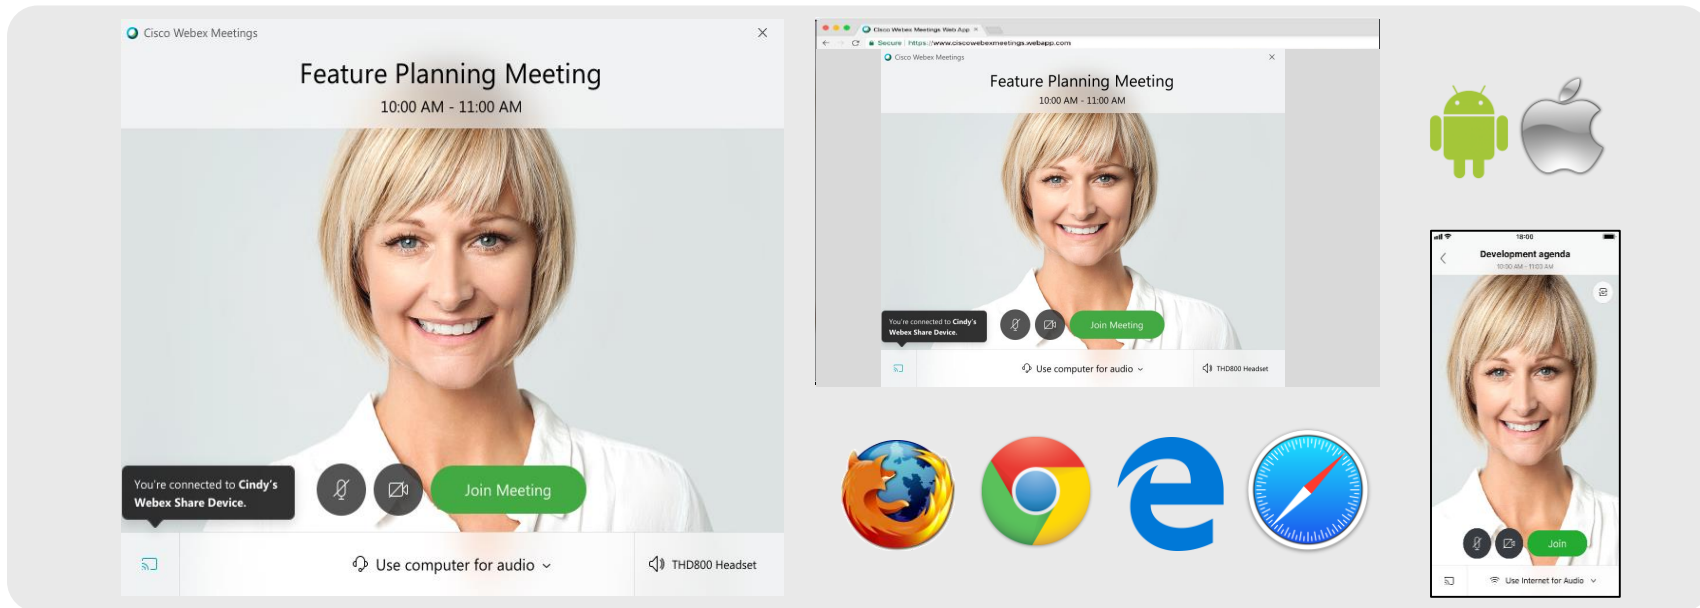 Cisco Webex Meetings
Feature Planning Meeting
10:00 AM - 11:00 AM
You're connected to Cindy's
Webex Share Device.
Join Meeting
Use computer for audio
THD800 Headset
Cisco Webex Meetings Web App
Secure
https://www.ciscowebexmeetings.webapp.com
Cisco Webex Meetings
Feature Planning Meeting
10:00 AM - 11:00 AM
You're connected to Cindy's
Webex Share Device.
Join Meeting
Use computer for audio
THD800 Headset
18:00
Development agenda
10:00 AM - 11:00 AM
Join
Use Internet for Audio